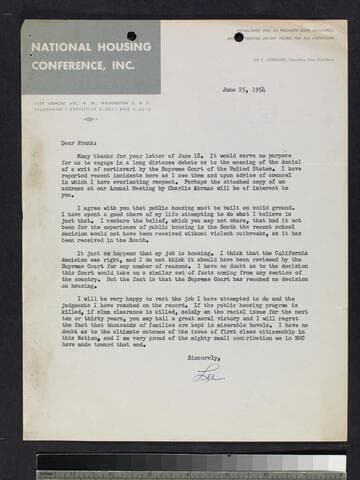 NATIONAL HOUSING
CONFERENCE, INC.
1129 VERMONT AVE., N. W., WASHINGTON 5, D. C.
TELEPHONE: EXECUTIVE
LEE F. JOHNSON, Executive Vice President
June 25, 1954
Dear Frank:
Many thanks for your letter of June 18. It would serve no purpose
for us to engage in a long distance debate as to the meaning of the denial
of a writ of certiorari by the Supreme Court of the United States. I have
reported recent incidents here as I see them and upon advice of counsel
in which I have everlasting respect. Perhaps the attached copy of an
address at our Annual Meeting by Charlie Abrams will be of interest to
you.
I agree with you that public housing must be built on solid ground.
I have spent a good share of my life attempting to do what I believe is
just that. I venture the belief, which you may not share, that had it not
been for the experience of public housing in the South the recent school
decision would not have been received without violent outbreaks, as it has
been received in the South.
It just so happens that my job is housing. I think that the California
decision was right, and I do not think it should have been reviewed by the
Supreme Court for any number of reasons. I have no doubt as to the decision
this Court would take on a similar set of facts coming from any section of
the country. But the fact is that the Supreme Court has reached no decision
on housing.
I will be very happy to rest the job I have attempted to do and the
judgments I have reached on the record. If the public housing program is
killed, if slum clearance is killed, solely on the racial issue for the next
ten or thirty years, you may hail a great moral victory and I will regret
the fact that thousands of families are kept in miserable hovels. I have no
doubt as to the ultimate outcome of the issue of first class citizenship in
this Nation, and I am very proud of the mighty small contribution we in NHC
have made toward that end.
Sincerely,
Lee